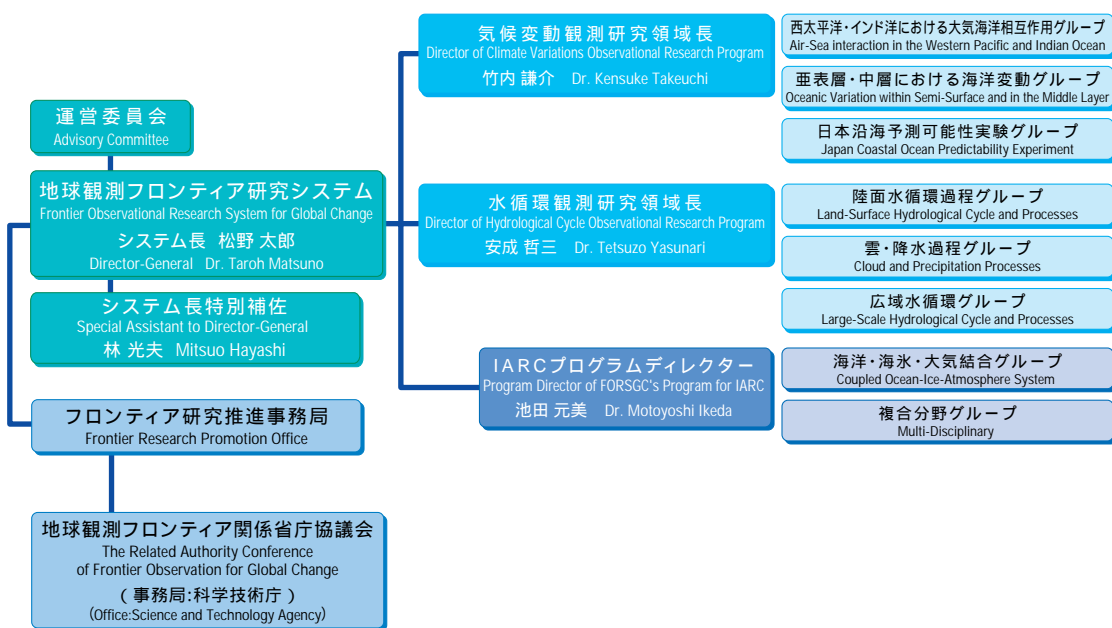 運営委員会
Advisory Committee
地球観測フロンティア研究システム
Frontier Observational Research System for Global Change
システム長 松野 太郎
Director-General Dr. Taroh Matsuno
システム長特別補佐
Special Assistant to Director-General
林 光夫 Mitsuo Hayashi
フロンティア研究推進事務局
Frontier Research Promotion Office
地球観測フロンティア関係省庁協議会
The Related Authority Conference
of Frontier Observation for Global Change
(事務局:科学技術庁)
(Office:Science and Technology Agency)
気候変動観測研究領域長
Director of Climate Variations Observational Research Program
竹内 謙介 Dr. Kensuke Takeuchi
水循環観測研究領域長
Director of Hydrological Cycle Observational Research Program
安成 哲三 Dr. Tetsuzo Yasunari
IARCプログラムディレクター
Program Director of FORSGC's Program for IARC
池田 元美 Dr. Motoyoshi Ikeda
西太平洋・インド洋における大気海洋相互作用グループ
Air-Sea interaction in the Western Pacific and Indian Ocean
亜表層・中層における海洋変動グループ
Oceanic Variation within Semi-Surface and in the Middle Layer
日本沿海予測可能性実験グループ
Japan Coastal Ocean Predictability Experiment
陸面水循環過程グループ
Land-Surface Hydrological Cycle and Processes
雲・降水過程グループ
Cloud and Precipitation Processes
広域水循環グループ
Large-Scale Hydrological Cycle and Processes
海洋・海氷・大気結合グループ
Coupled Ocean-Ice-Atmosphere System
複合分野グループ
Multi-Disciplinary